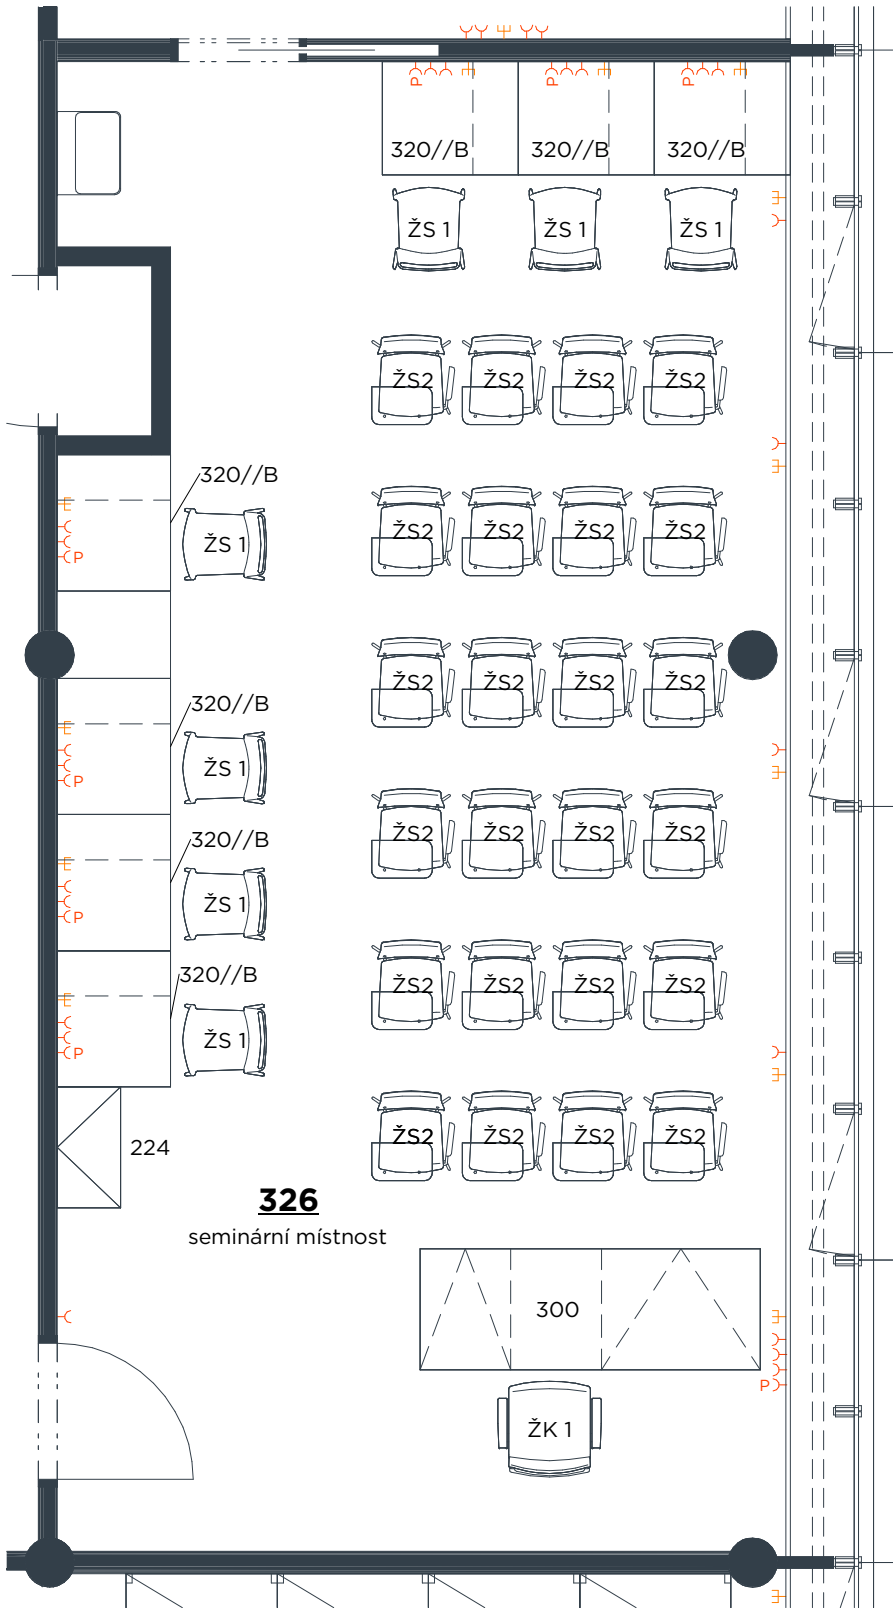 P P P
320//B 320//B 320//B
ŽS 1 ŽS 1 ŽS 1
ŽS2 ŽS2 ŽS2 ŽS2
320//B
ŽS 1
P
ŽS2 ŽS2 ŽS2 ŽS2
ŽS2 ŽS2 ŽS2 ŽS2
320//B
ŽS 1
P
ŽS2 ŽS2 ŽS2 ŽS2
320//B
ŽS 1
P
320//B
ŽS2 ŽS2 ŽS2 ŽS2
ŽS 1
P
ŽS2 ŽS2 ŽS2 ŽS2
224
326
seminární místnost
300
P
ŽK 1